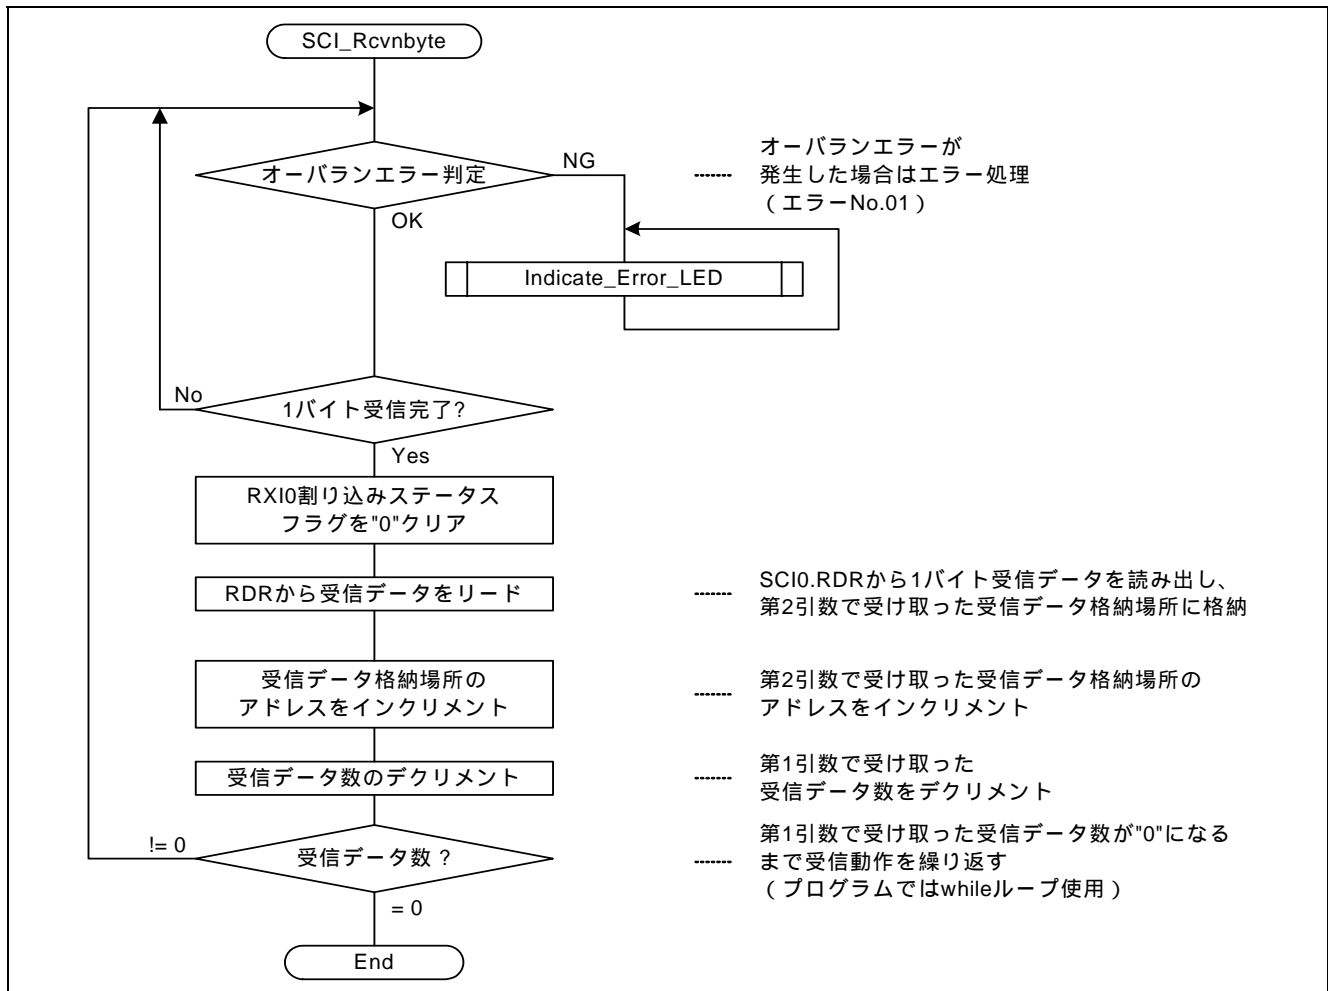 SCI_Rcvnbyte
オーバランエラー判定
NG
OK
オーバランエラーが
発生した場合はエラー処理
(エラーNo.01)
Indicate_Error_LED
No
1バイト受信完了?
Yes
RXI0割り込みステータス
フラグを"0"クリア
RDRから受信データをリード
SCI0.RDRから1バイト受信データを読み出し、
第2引数で受け取った受信データ格納場所に格納
受信データ格納場所の
アドレスをインクリメント
第2引数で受け取った受信データ格納場所の
アドレスをインクリメント
受信データ数のデクリメント
第1引数で受け取った
受信データ数をデクリメント
!= 0
受信データ数?
第1引数で受け取った受信データ数が"0"になる
まで受信動作を繰り返す
(プログラムではwhileループ使用)
= 0
End